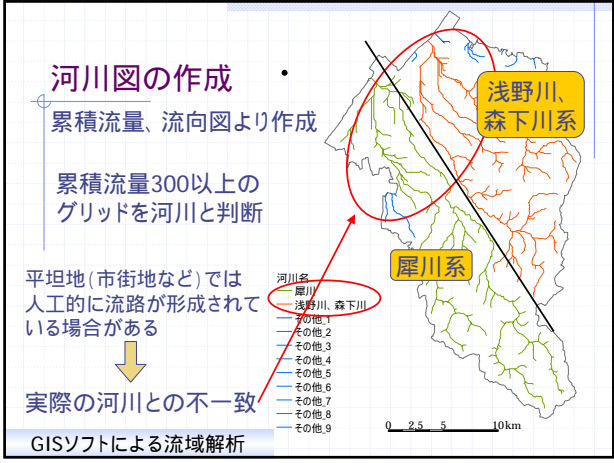 河川図の作成
累積流量、流向図より作成
累積流量300以上の
グリッドを河川と判断
平坦地(市街地など)では
人工的に流路が形成されて
いる場合がある
実際の河川との不一致
GISソフトによる流域解析
浅野川、
森下川系
犀川系
河川名
犀川
浅野川、森下川
その他_1
その他_2
その他_3
その他_4
その他_5
その他_6
その他_7
その他_8
その他_9
0 2.5 5 10km